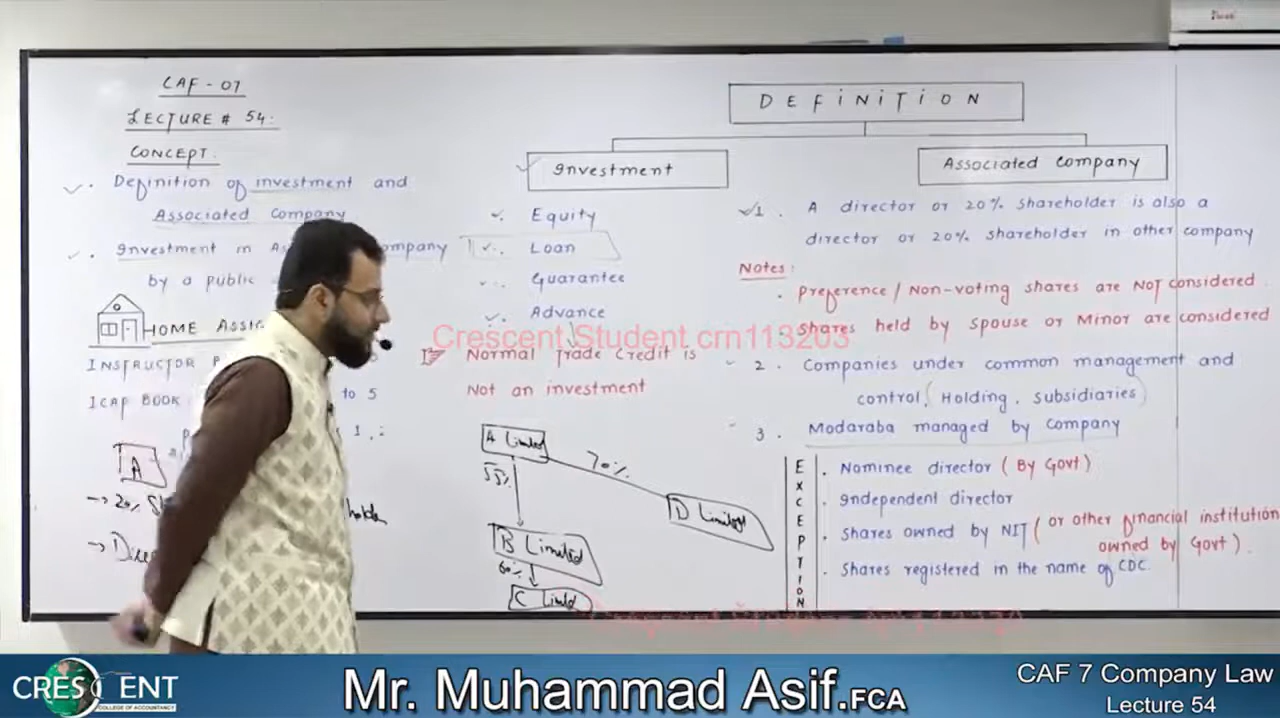 CAF - 07
LECTURE # 54:
CONCEPT.
Definition of investment and
Associated Company
Investment in As ompany
by a public
HOME ASSIG
INSTRUCTOR
ICAP BOOK to 5
A
DEFINITION
Investment
Equity
Loan
Guarantee
Advance
Normal Trade Credit is
Not an investment
A Limited
55%
70%
B Limited
D Limited
60%
C Limited
Associated Company
1. A director or 20% shareholder is also a
director or 20% shareholder in other company
Notes:
Preference / Non-voting shares are NOT considered
Shares held by Spouse or Minor are considered
2. Companies under common management and
control (Holding, subsidiaries)
3. Modaraba managed by company
EXCEPTION
Nominee director (By Govt)
Independent director
Shares owned by NIT (or other financial institution
owned by Govt).
Shares registered in the name of CDC.
Crescent Student crn113203
CRESCENT
COLLEGE OF ACCOUNTANCY
Mr. Muhammad Asif.FCA
CAF 7 Company Law
Lecture 54